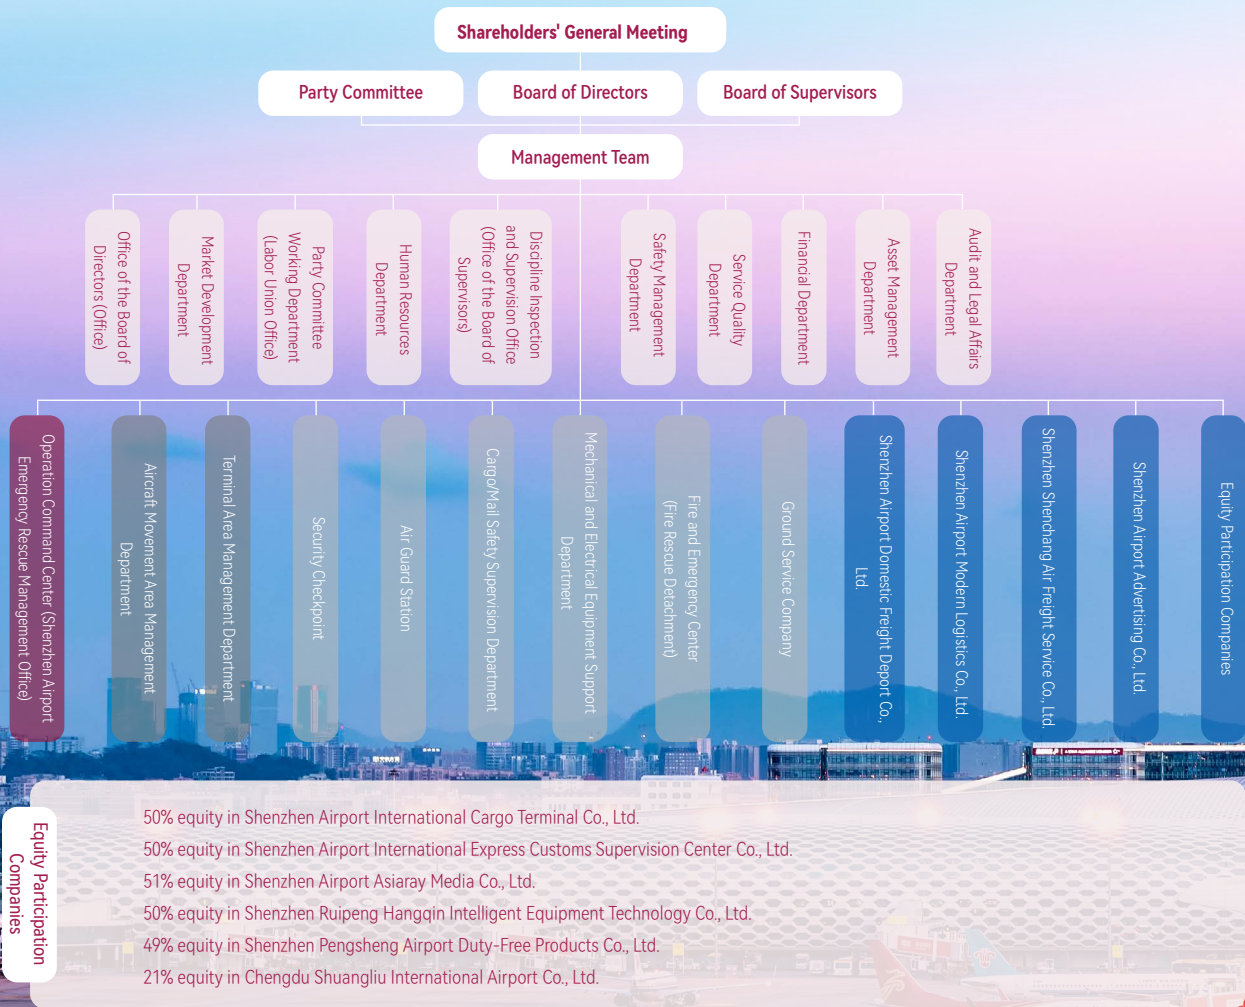 Shareholders' General Meeting
Party Committee
Board of Directors
Board of Supervisors
Management Team
Office of the Board of
Directors (Office)
Market Development
Department
Party Committee
Working Department
(Labor Union Office)
Human Resources
Department
Discipline Inspection
and Supervision Office
(Office of the Board of
Supervisors)
Safety Management
Department
Service Quality
Department
Financial Department
Asset Management
Department
Audit and Legal Affairs
Department
Operation Command Center (Shenzhen Airport
Emergency Rescue Management Office)
Aircraft Movement Area Management
Department
Terminal Area Management Department
Security Checkpoint
Air Guard Station
Cargo/Mail Safety Supervision Department
Mechanical and Electrical Equipment Support
Department
Fire and Emergency Center
(Fire Rescue Detachment)
Ground Service Company
Shenzhen Airport Domestic Freight Deport Co.,
Ltd.
Shenzhen Airport Modern Logistics Co., Ltd.
Shenzhen Shenchang Air Freight Service Co., Ltd.
Shenzhen Airport Advertising Co., Ltd.
Equity Participation Companies
Equity Participation
Companies
50% equity in Shenzhen Airport International Cargo Terminal Co., Ltd.
50% equity in Shenzhen Airport International Express Customs Supervision Center Co., Ltd.
51% equity in Shenzhen Airport Asiaray Media Co., Ltd.
50% equity in Shenzhen Ruipeng Hangqin Intelligent Equipment Technology Co., Ltd.
49% equity in Shenzhen Pengsheng Airport Duty-Free Products Co., Ltd.
21% equity in Chengdu Shuangliu International Airport Co., Ltd.